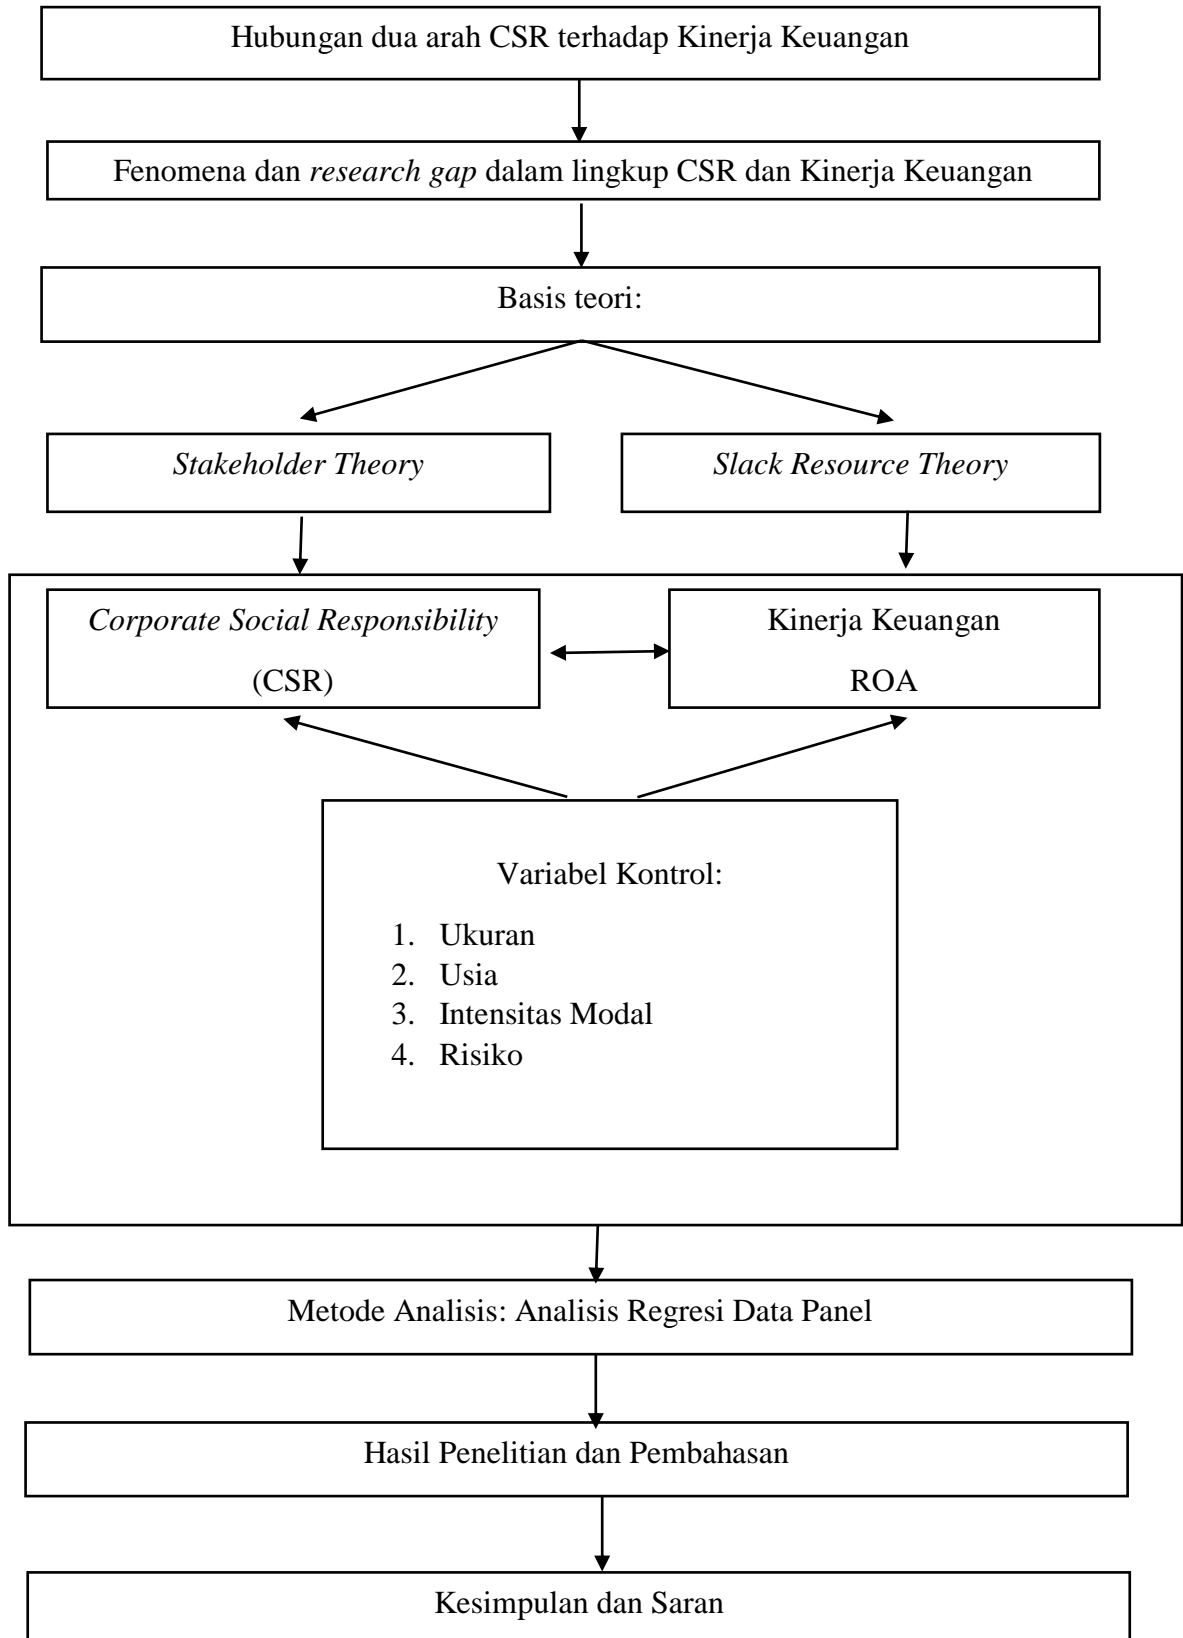 Hubungan dua arah CSR terhadap Kinerja Keuangan
Fenomena dan research gap dalam lingkup CSR dan Kinerja Keuangan
Basis teori:
Stakeholder Theory
Slack Resource Theory
Corporate Social Responsibility
(CSR)
Kinerja Keuangan
ROA
Variabel Kontrol:
1. Ukuran
2. Usia
3. Intensitas Modal
4. Risiko
Metode Analisis: Analisis Regresi Data Panel
Hasil Penelitian dan Pembahasan
Kesimpulan dan Saran